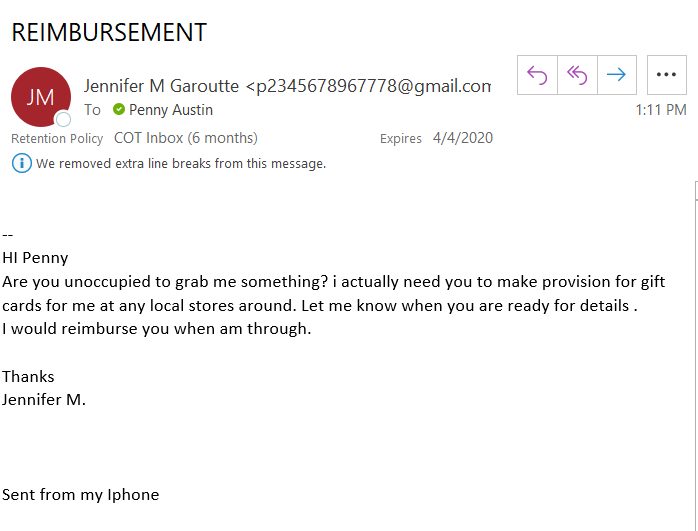 REIMBURSEMENT
JM
Jennifer M Garoutte <p2345678967778@gmail.com
To Penny Austin
1:11 PM
Retention Policy COT Inbox (6 months) Expires 4/4/2020
We removed extra line breaks from this message.
--
HI Penny
Are you unoccupied to grab me something? i actually need you to make provision for gift
cards for me at any local stores around. Let me know when you are ready for details .
I would reimburse you when am through.
Thanks
Jennifer M.
Sent from my Iphone